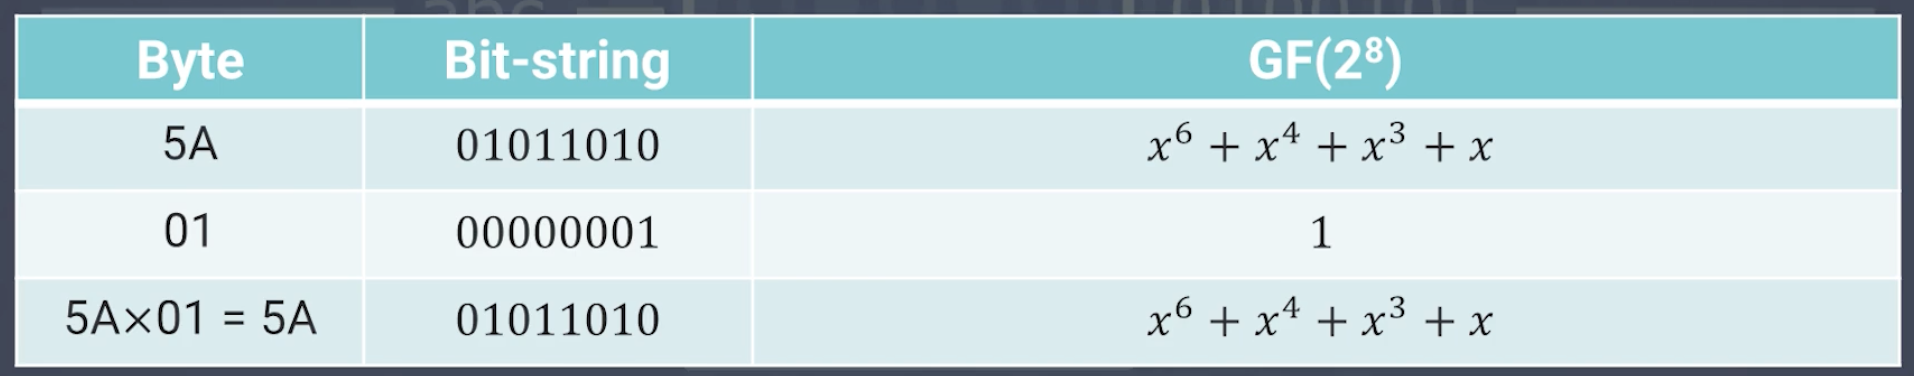 Byte Bit-string GF(2⁸)
5A 01011010 x⁶ + x⁴ + x³ + x
01 00000001 1
5A×01 = 5A 01011010 x⁶ + x⁴ + x³ + x